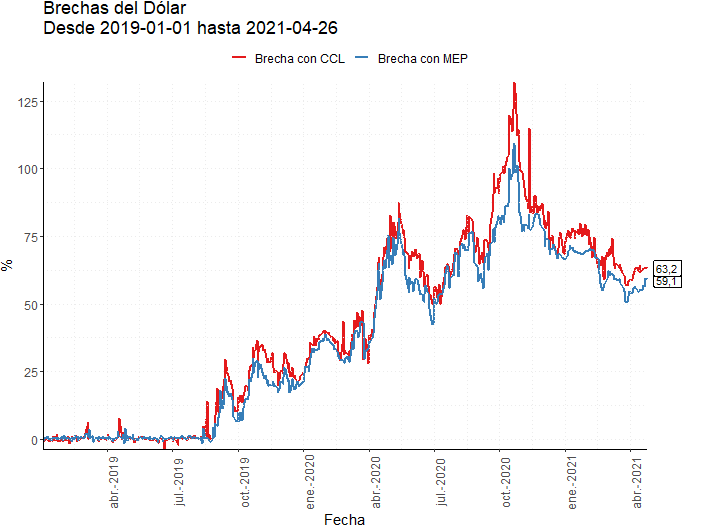 Brechas del Dólar
Desde 2019-01-01 hasta 2021-04-26
Brecha con CCL
Brecha con MEP
%
125
100
75
50
25
0
63,2
59,1
abr.-2019
jul.-2019
oct.-2019
ene.-2020
abr.-2020
jul.-2020
oct.-2020
ene.-2021
abr.-2021
Fecha